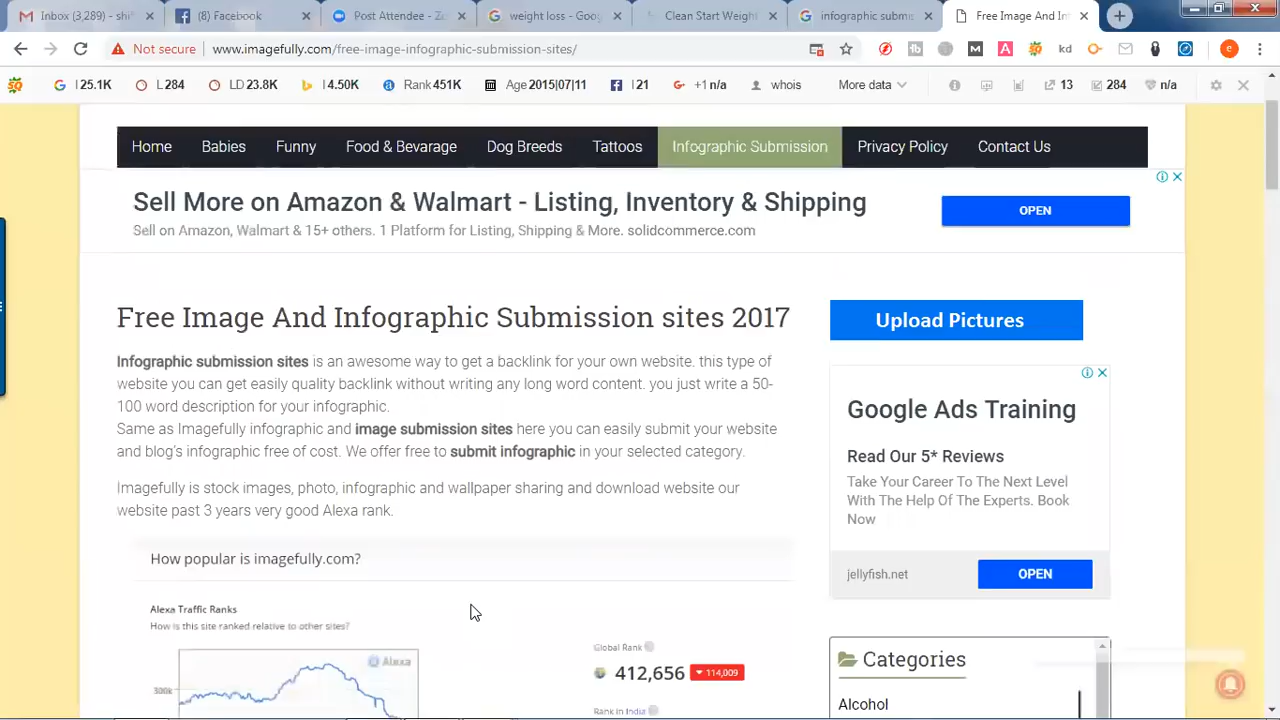 Inbox (3,289) - shi
(8) Facebook
Post Attendee - Zo
weight loss - Goog
Clean Start Weigh
infographic subm
Free Image And In
Not secure
www.imagefully.com/free-image-infographic-submission-sites/
kd
e
I 25.1K
L 284
LD 23.8K
I 4.50K
Rank 451K
Age 2015|07|11
I 21
+1 n/a
whois
More data
13
284
n/a
Home
Babies
Funny
Food & Bevarage
Dog Breeds
Tattoos
Infographic Submission
Privacy Policy
Contact Us
Sell More on Amazon & Walmart - Listing, Inventory & Shipping
Sell on Amazon, Walmart & 15+ others. 1 Platform for Listing, Shipping & More. solidcommerce.com
OPEN
Free Image And Infographic Submission sites 2017
Infographic submission sites is an awesome way to get a backlink for your own website. this type of
website you can get easily quality backlink without writing any long word content. you just write a 50-
100 word description for your infographic.
Same as Imagefully infographic and image submission sites here you can easily submit your website
and blog's infographic free of cost. We offer free to submit infographic in your selected category.
Imagefully is stock images, photo, infographic and wallpaper sharing and download website our
website past 3 years very good Alexa rank.
How popular is imagefully.com?
Alexa Traffic Ranks
How is this site ranked relative to other sites?
Alexa
300k
Global Rank
412,656
114,009
Rank in India
Upload Pictures
Google Ads Training
Read Our 5* Reviews
Take Your Career To The Next Level
With The Help Of The Experts. Book
Now
jellyfish.net
OPEN
Categories
Alcohol